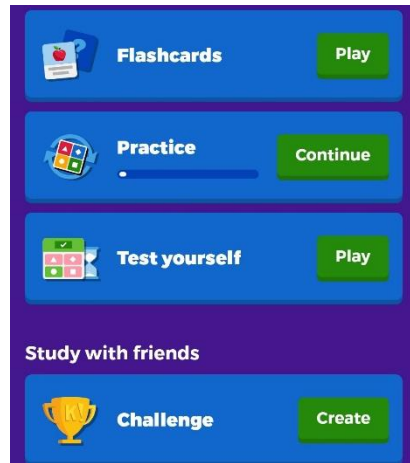 Flashcards
Play
Practice
Continue
Test yourself
Play
Study with friends
K!
Challenge
Create